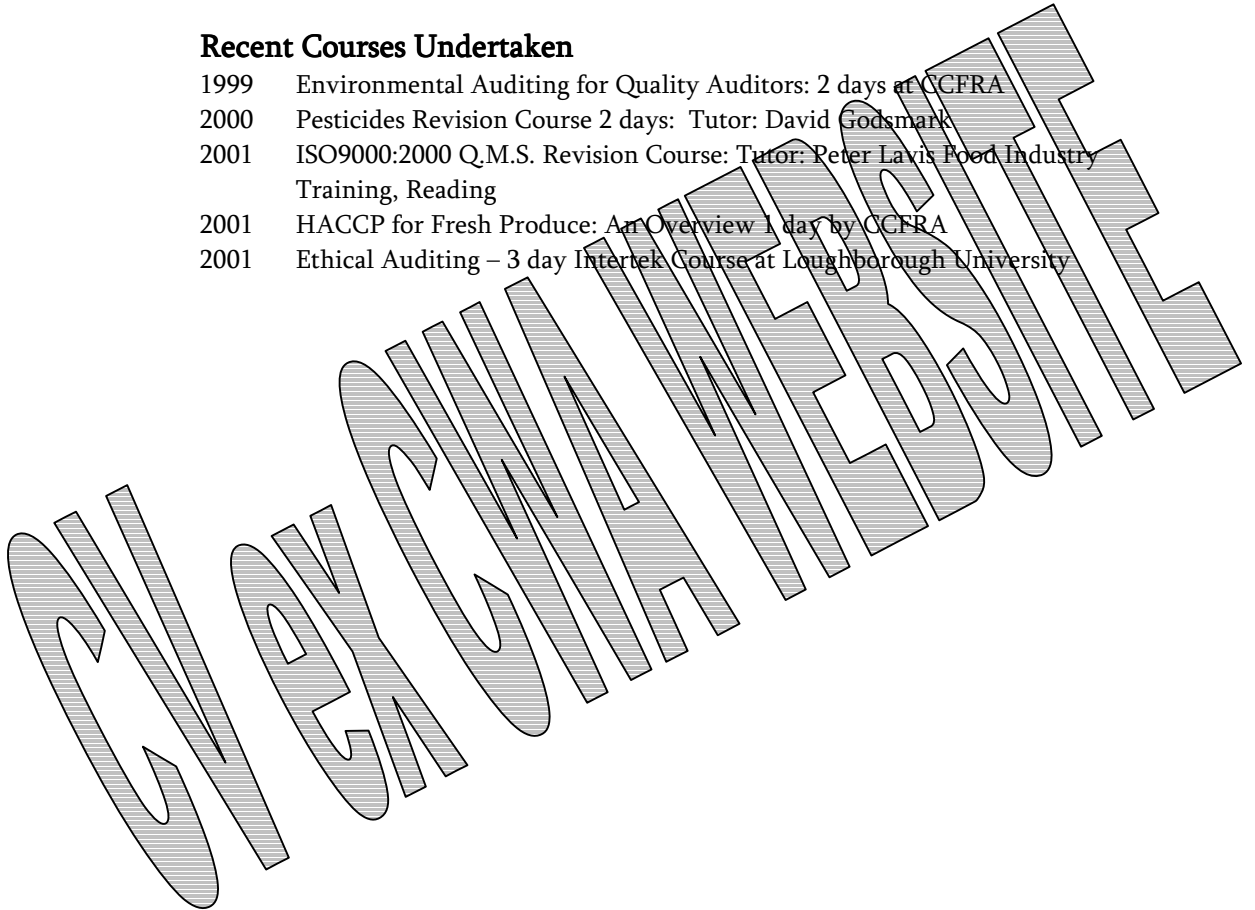 Recent Courses Undertaken
1999 Environmental Auditing for Quality Auditors: 2 days at CCFRA
2000 Pesticides Revision Course 2 days:  Tutor: David Godsmark
2001 ISO9000:2000 Q.M.S. Revision Course: Tutor: Peter Lavis Food Industry
Training, Reading
2001 HACCP for Fresh Produce: An Overview 1 day by CCFRA
2001 Ethical Auditing – 3 day Intertek Course at Loughborough University
CV ex CWA WEBSITE